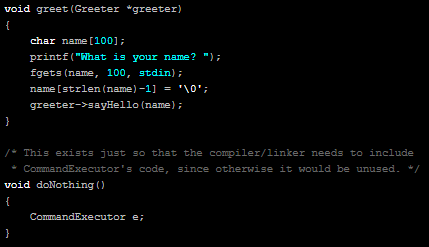 void greet(Greeter *greeter)
{
char name[100];
printf("What is your name? ");
fgets(name, 100, stdin);
name[strlen(name)-1] = '\0';
greeter->sayHello(name);
}
/* This exists just so that the compiler/linker needs to include
* CommandExecutor's code, since otherwise it would be unused. */
void doNothing()
{
CommandExecutor e;
}